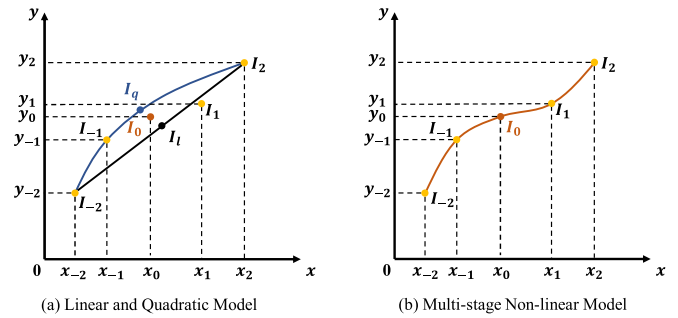 y y
y₂ I₂ y₂ I₂
I_q
y₁ y₁
y₀ I₁ y₀ I₁
I₋₁ I₀ I_l I₋₁ I₀
y₋₁ y₋₁
y₋₂ I₋₂ y₋₂ I₋₂
0 x₋₂ x₋₁ x₀ x₁ x₂ x 0 x₋₂ x₋₁ x₀ x₁ x₂ x
(a) Linear and Quadratic Model (b) Multi-stage Non-linear Model